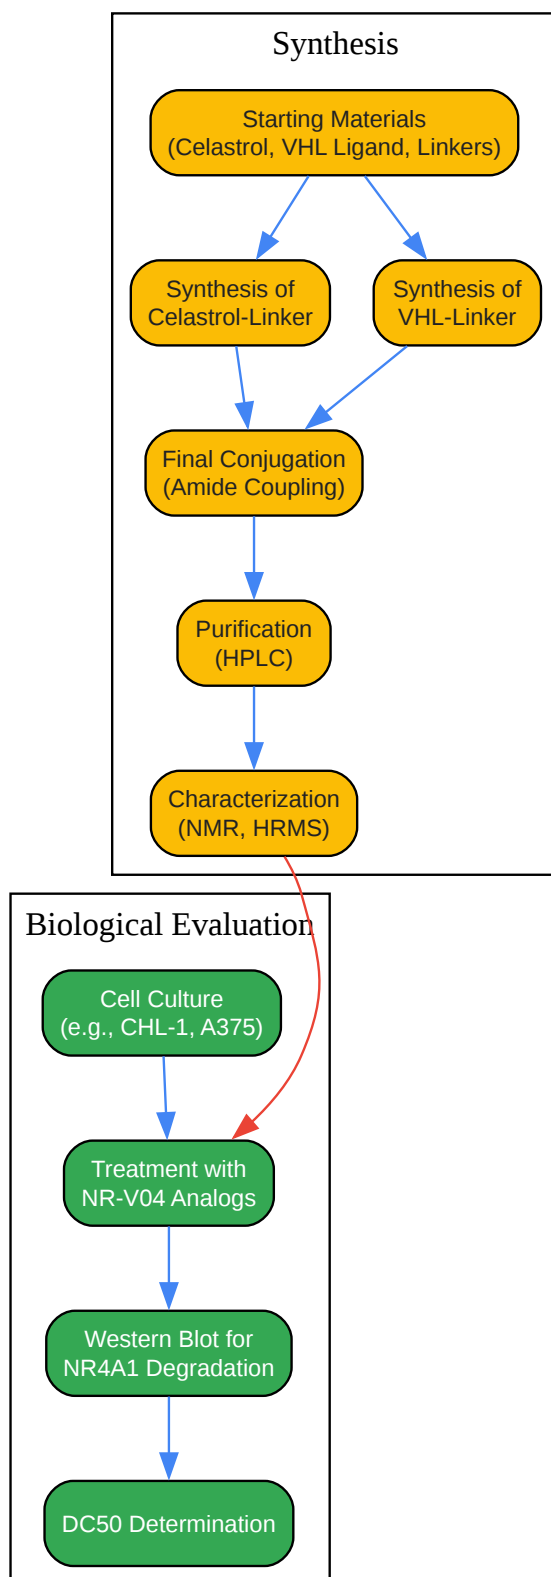 Synthesis
Starting Materials
(Celastrol, VHL Ligand, Linkers)
Synthesis of
Celastrol-Linker
Synthesis of
VHL-Linker
Final Conjugation
(Amide Coupling)
Purification
(HPLC)
Characterization
(NMR, HRMS)
Biological Evaluation
Cell Culture
(e.g., CHL-1, A375)
Treatment with
NR-V04 Analogs
Western Blot for
NR4A1 Degradation
DC50 Determination